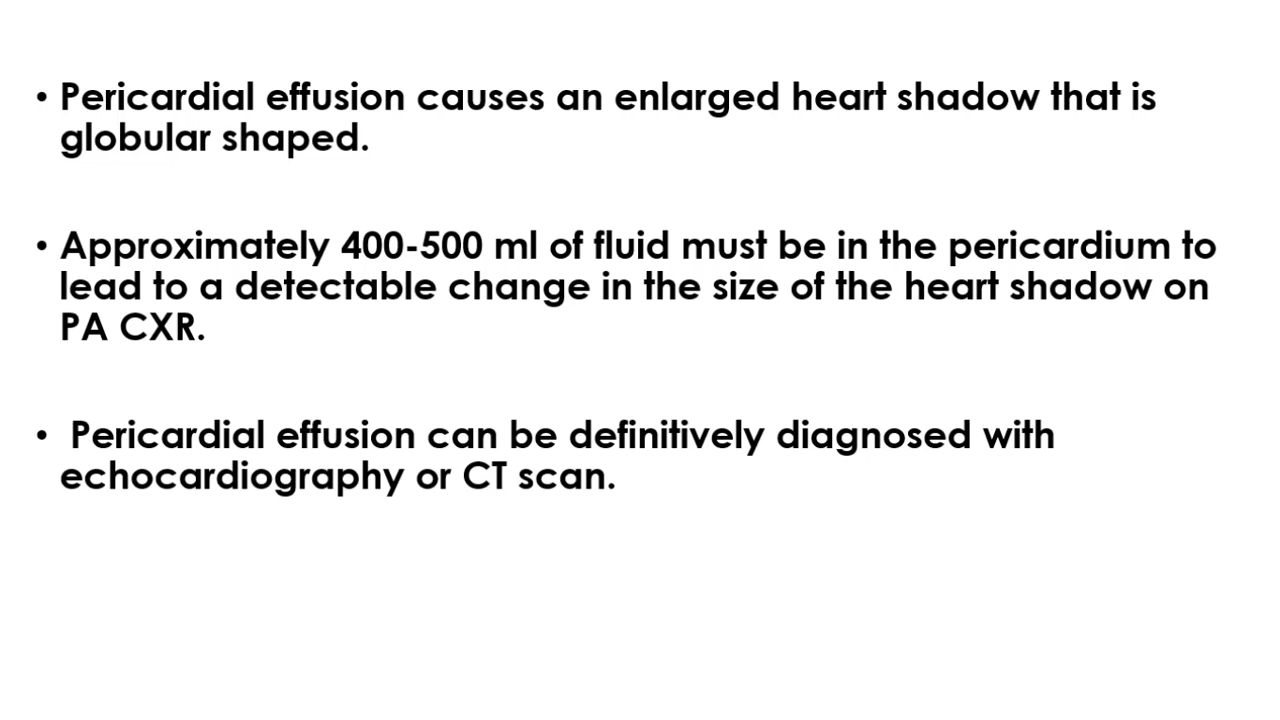 • Pericardial effusion causes an enlarged heart shadow that is
globular shaped.
• Approximately 400-500 ml of fluid must be in the pericardium to
lead to a detectable change in the size of the heart shadow on
PA CXR.
• Pericardial effusion can be definitively diagnosed with
echocardiography or CT scan.